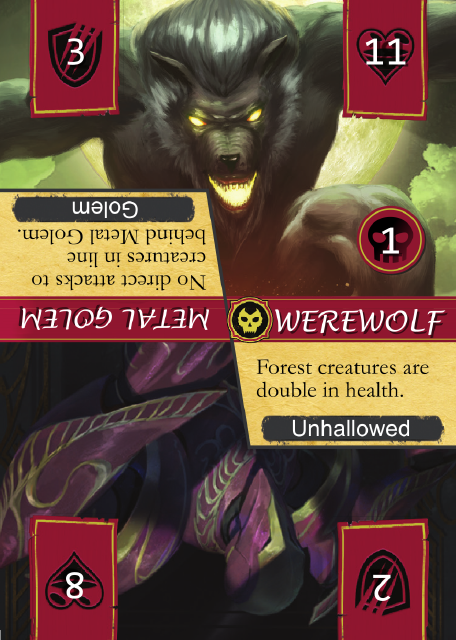 3
11
1
WEREWOLF
Forest creatures are
double in health.
Unhallowed
2
8
METAL GOLEM
No direct attacks to
creatures in line
behind Metal Golem.
Golem